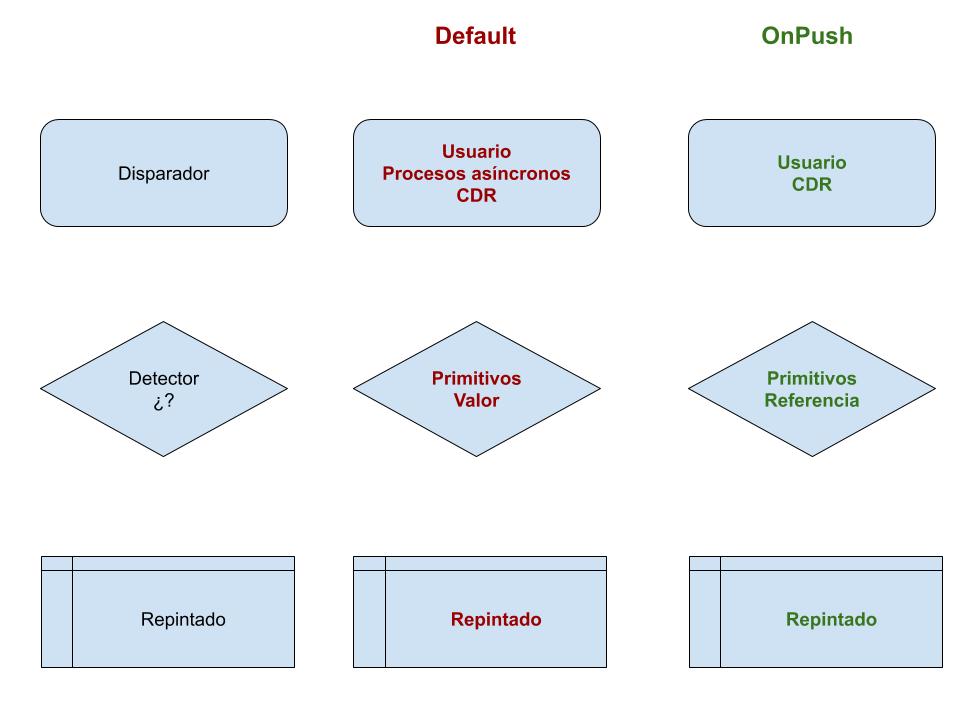 Default
OnPush
Disparador
Usuario
Procesos asíncronos
CDR
Usuario
CDR
Detector
¿?
Primitivos
Valor
Primitivos
Referencia
Repintado
Repintado
Repintado